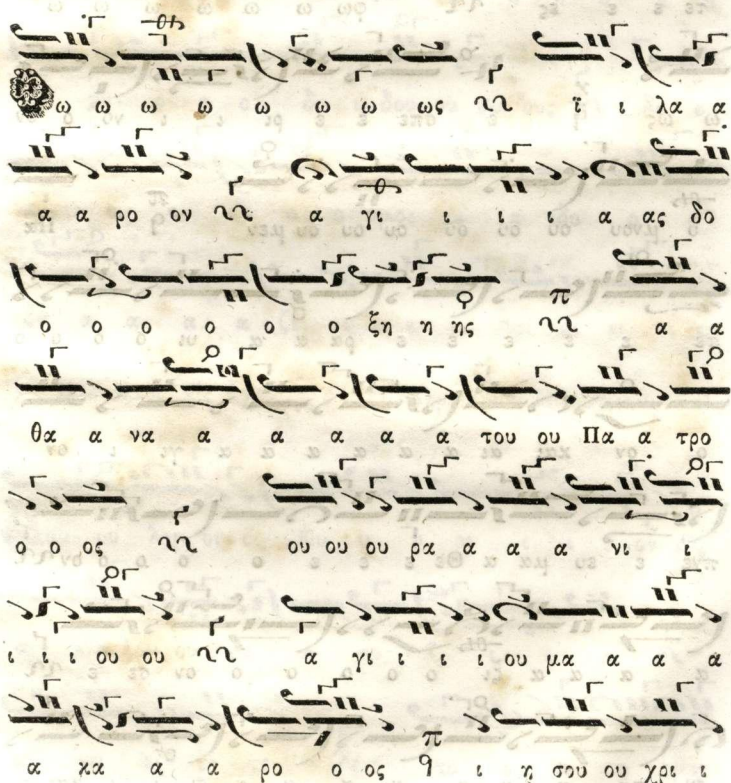 ω ω ω ω ω ω ω ως ϊ ι λα α
α α ρο ον α γι ι ι ι α ας δο
ο ο ο ο ο ο ξη η ης π α α
θα α να α α α α α του ου Πα α τρο
ο ο ος ου ου ου ρα α α α νι ι
ι ι ι ου ου α γι ι ι ι ου μα α α α
α κα α α ρο ο ος π q ι η σου ου χρι ι